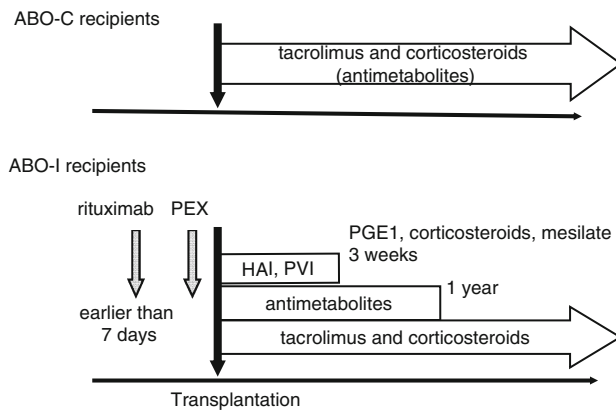 ABO-C recipients
tacrolimus and corticosteroids
(antimetabolites)
ABO-I recipients
rituximab PEX
PGE1, corticosteroids, mesilate
3 weeks
HAI, PVI
1 year
antimetabolites
earlier than
7 days
tacrolimus and corticosteroids
Transplantation